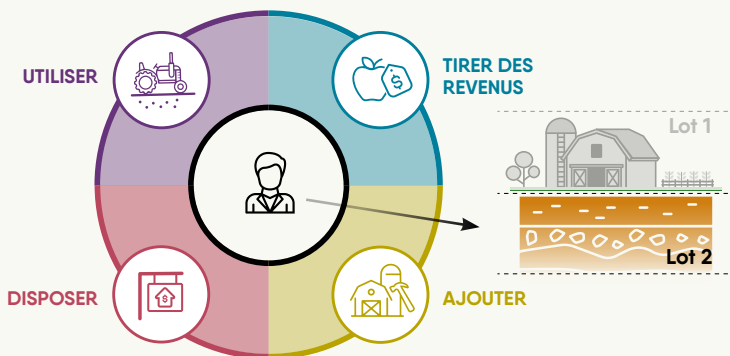 UTILISER
TIRER DES
REVENUS
$
Lot 1
Lot 2
$
DISPOSER
AJOUTER